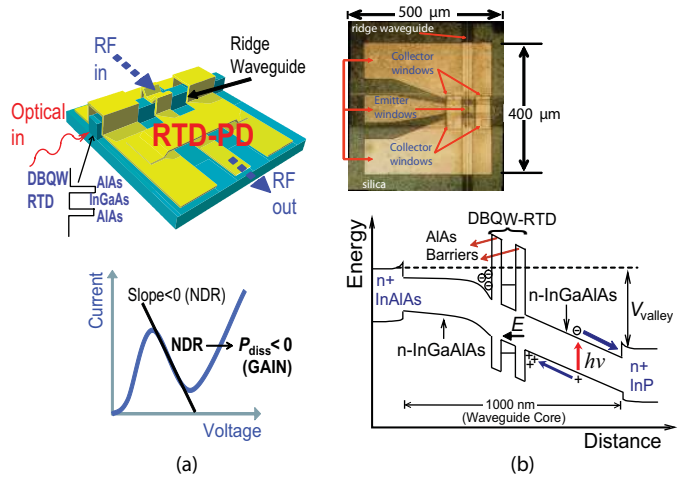 RF
in
Ridge
Waveguide
Optical
in
RTD-PD
DBQW
RTD
AlAs
InGaAs
AlAs
RF
out
Current
Slope<0 (NDR)
NDR
Pdiss<0
(GAIN)
Voltage
(a)
500 μm
ridge waveguide
Collector
windows
Emitter
windows
Collector
windows
silica
400
μm
DBQW-RTD
Energy
AlAs
Barriers
n+
InAlAs
n-InGaAlAs
Vvalley
E
n-InGaAlAs
hν
n+
InP
1000 nm
(Waveguide Core)
Distance
(b)